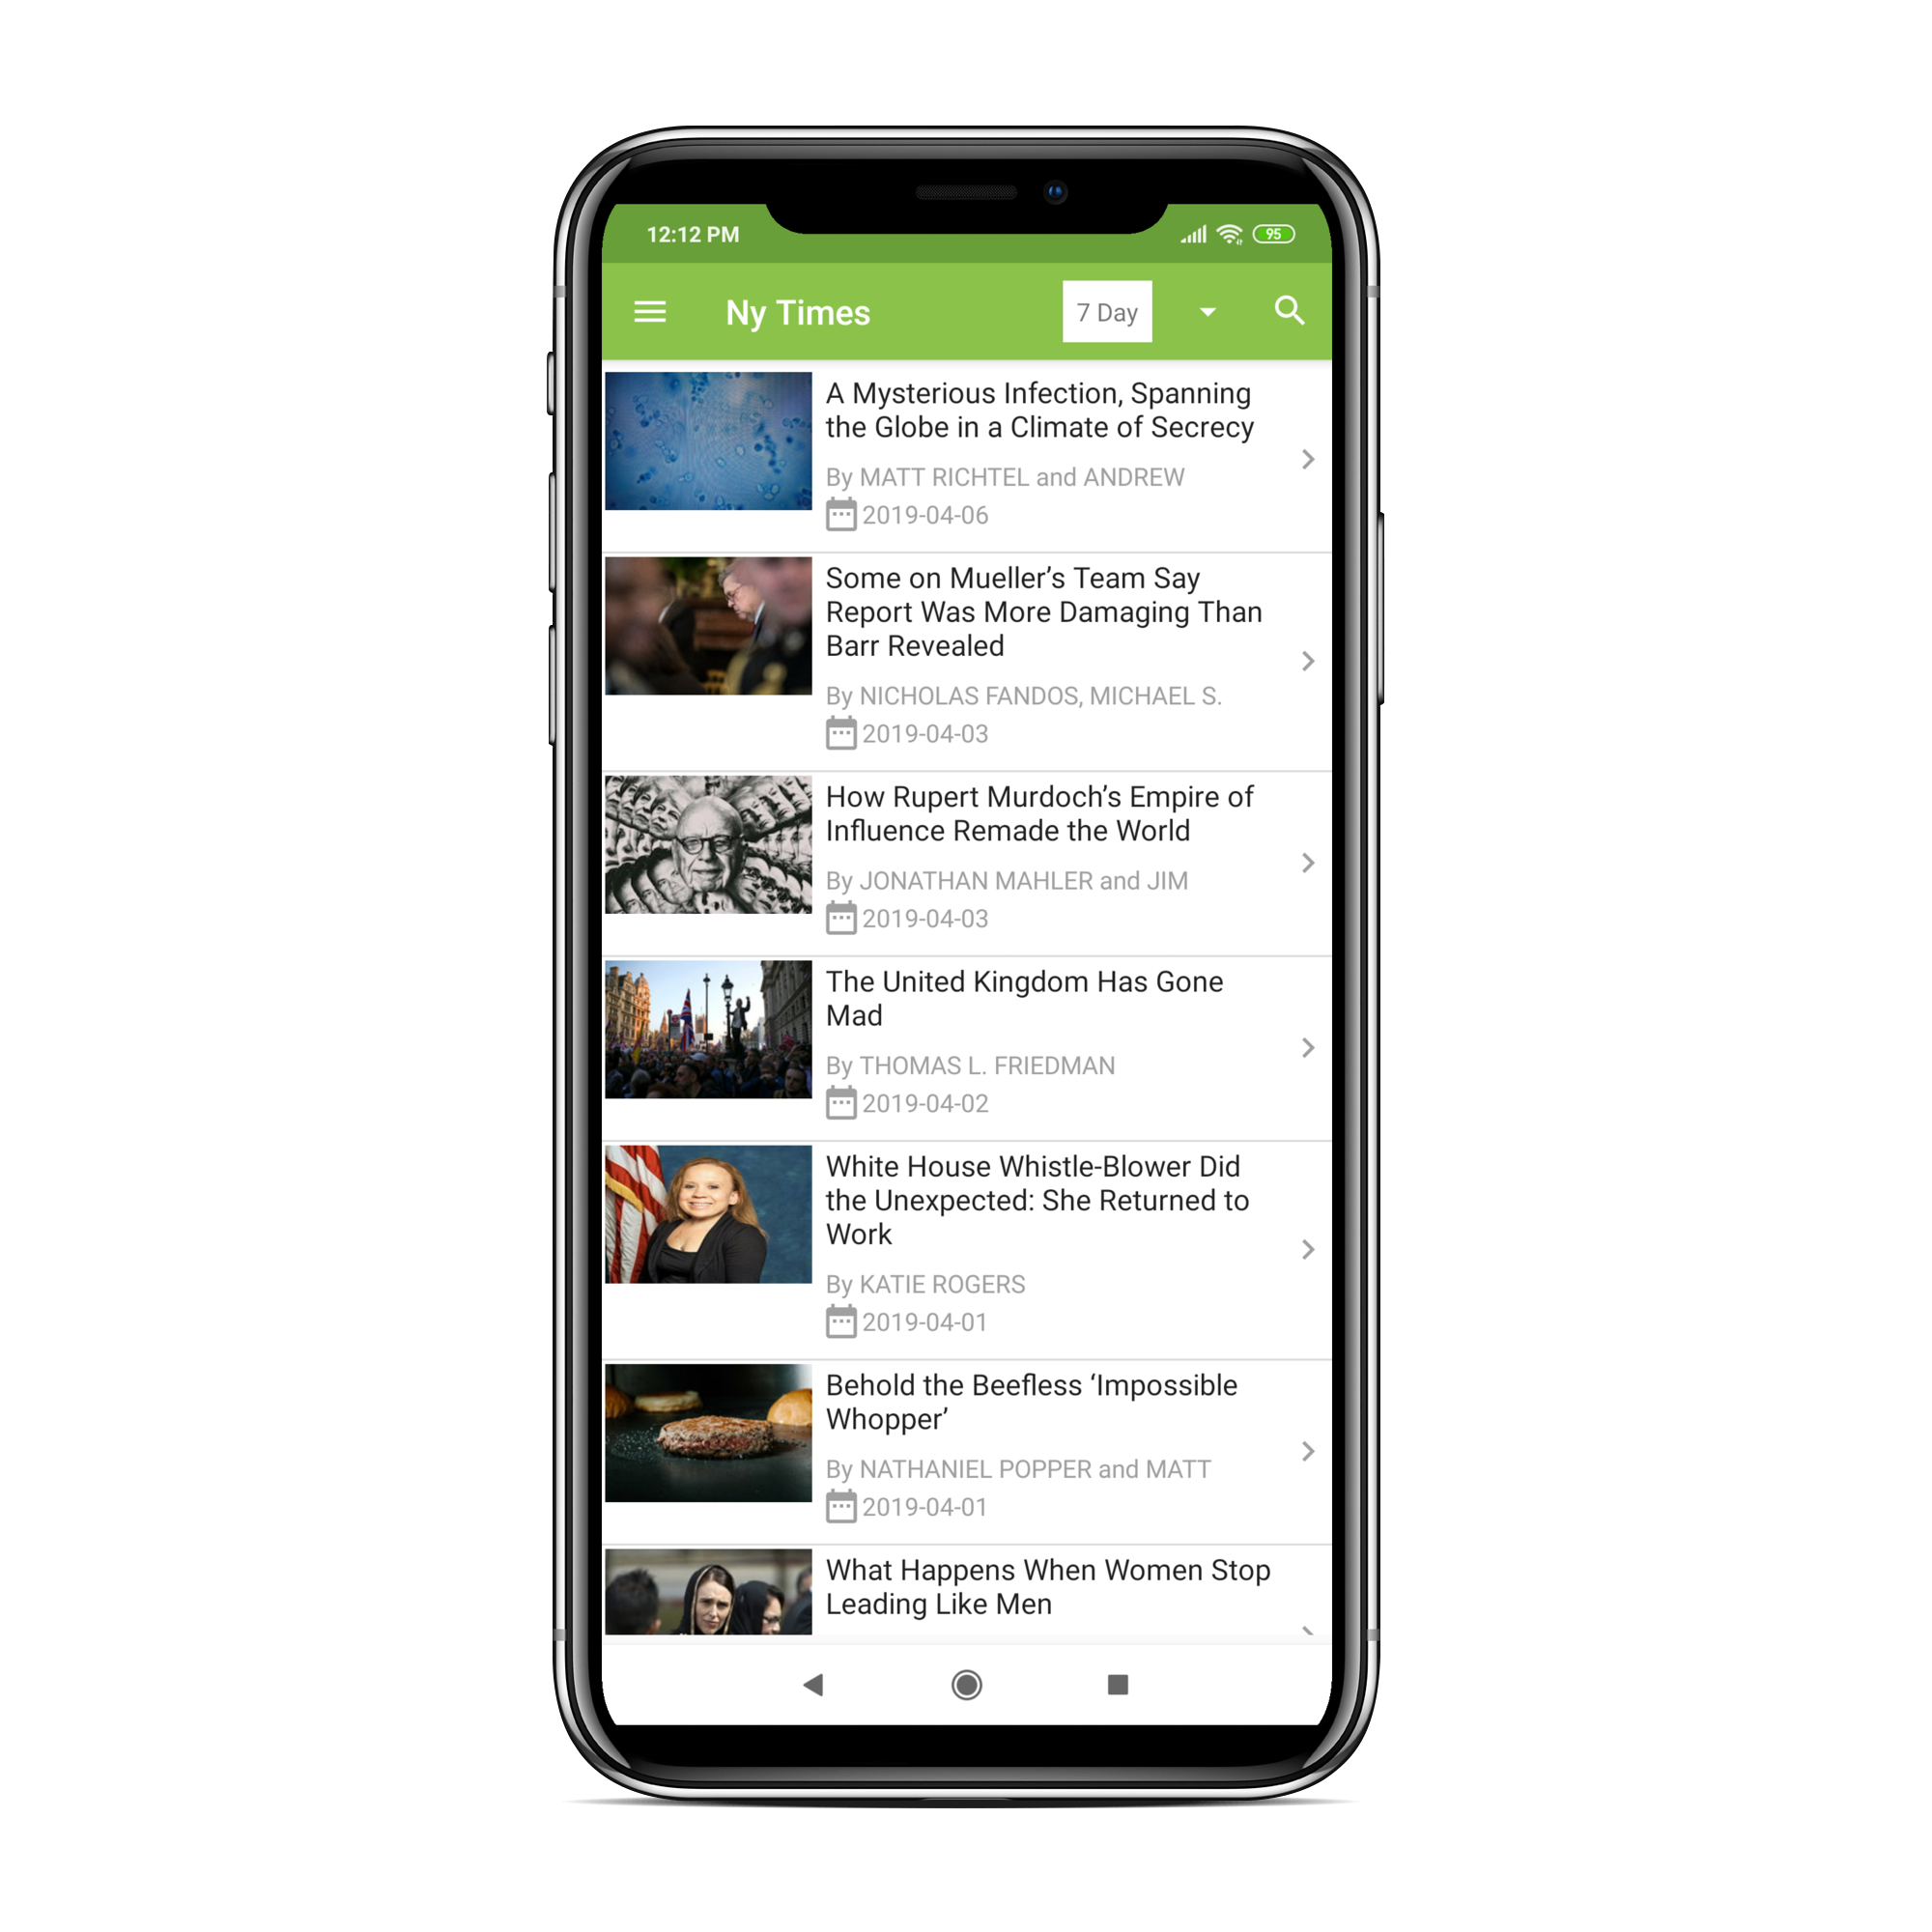 12:12 PM
95
Ny Times
7 Day
A Mysterious Infection, Spanning
the Globe in a Climate of Secrecy
By MATT RICHTEL and ANDREW
2019-04-06
Some on Mueller’s Team Say
Report Was More Damaging Than
Barr Revealed
By NICHOLAS FANDOS, MICHAEL S.
2019-04-03
How Rupert Murdoch’s Empire of
Influence Remade the World
By JONATHAN MAHLER and JIM
2019-04-03
The United Kingdom Has Gone
Mad
By THOMAS L. FRIEDMAN
2019-04-02
White House Whistle-Blower Did
the Unexpected: She Returned to
Work
By KATIE ROGERS
2019-04-01
Behold the Beefless ‘Impossible
Whopper’
By NATHANIEL POPPER and MATT
2019-04-01
What Happens When Women Stop
Leading Like Men